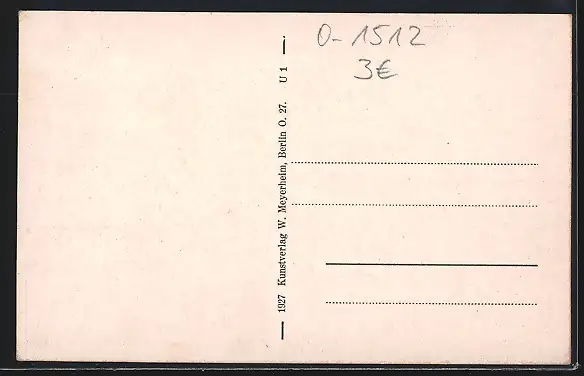 0-1512
3€
1927 Kunstverlag W. Meyerheim, Berlin O. 27. U 1